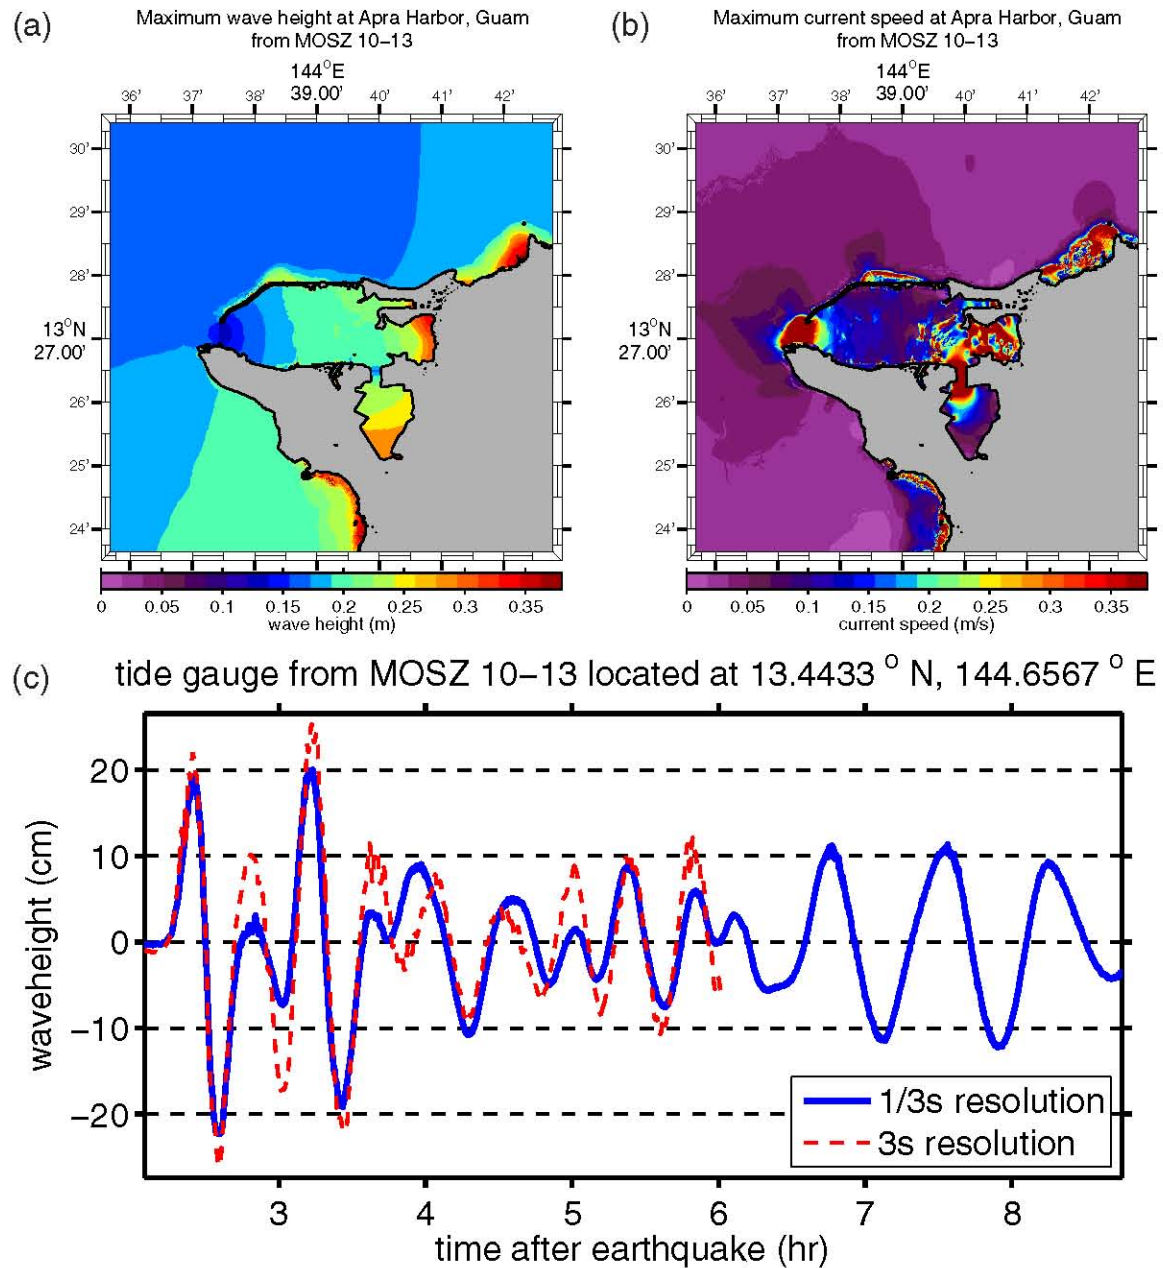 (a)
Maximum wave height at Apra Harbor, Guam
from MOSZ 10–13
144°E
36' 37' 38' 39.00' 40' 41' 42'
30'
29'
28'
13°N
27.00'
26'
25'
24'
0 0.05 0.1 0.15 0.2 0.25 0.3 0.35
wave height (m)
(b)
Maximum current speed at Apra Harbor, Guam
from MOSZ 10–13
144°E
36' 37' 38' 39.00' 40' 41' 42'
30'
29'
28'
13°N
27.00'
26'
25'
24'
0 0.05 0.1 0.15 0.2 0.25 0.3 0.35
current speed (m/s)
(c)
tide gauge from MOSZ 10–13 located at 13.4433 ° N, 144.6567 ° E
waveheight (cm)
20
10
0
−10
−20
1/3s resolution
3s resolution
3 4 5 6 7 8
time after earthquake (hr)